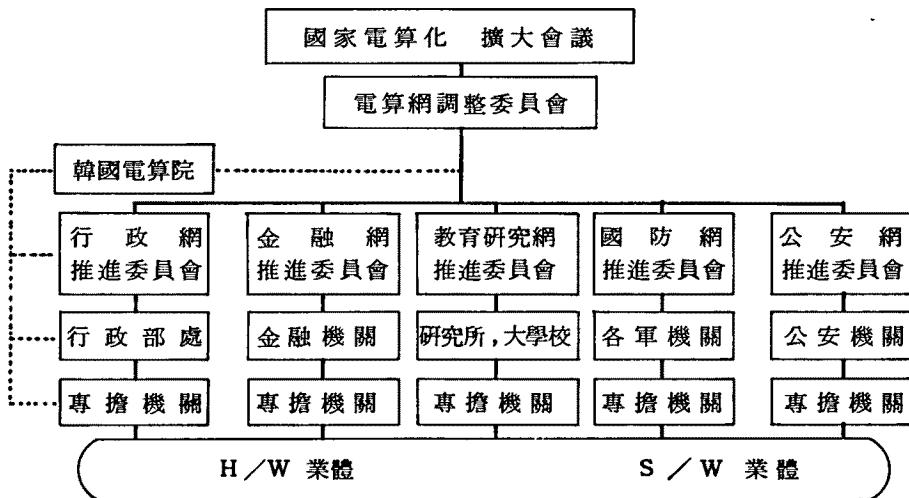 國家電算化 擴大會議
電算網調整委員會
韓國電算院
行政網
推進委員會
金融網
推進委員會
教育研究網
推進委員會
國防網
推進委員會
公安網
推進委員會
行政部處
金融機關
研究所,大學校
各軍機關
公安機關
專擔機關
專擔機關
專擔機關
專擔機關
專擔機關
H/W 業體
S/W 業體